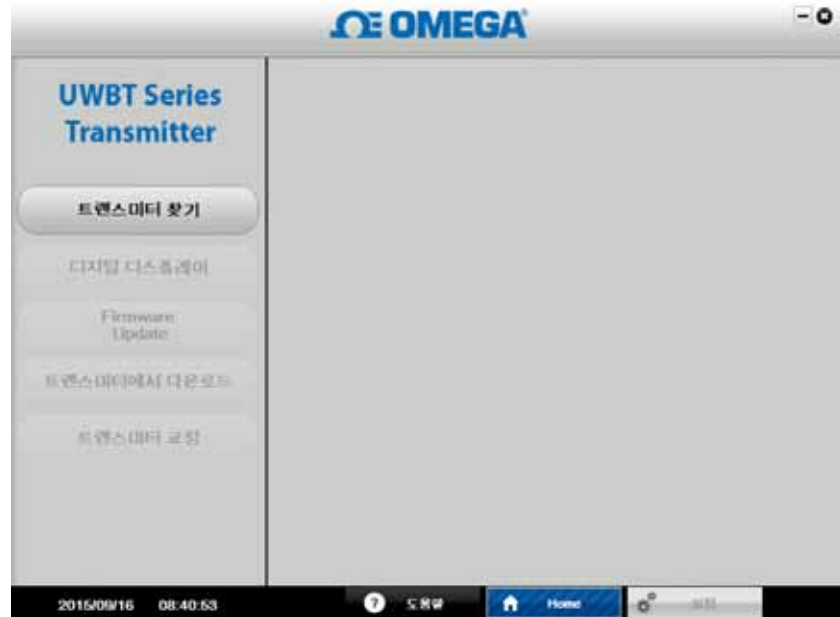 OMEGA
UWBT Series
Transmitter
트랜스미터 찾기
디지털 디스플레이
Firmware
Update
트랜스미터에서 다운로드
트랜스미터 교정
2015/09/16 08:40:53
? 도움말
Home